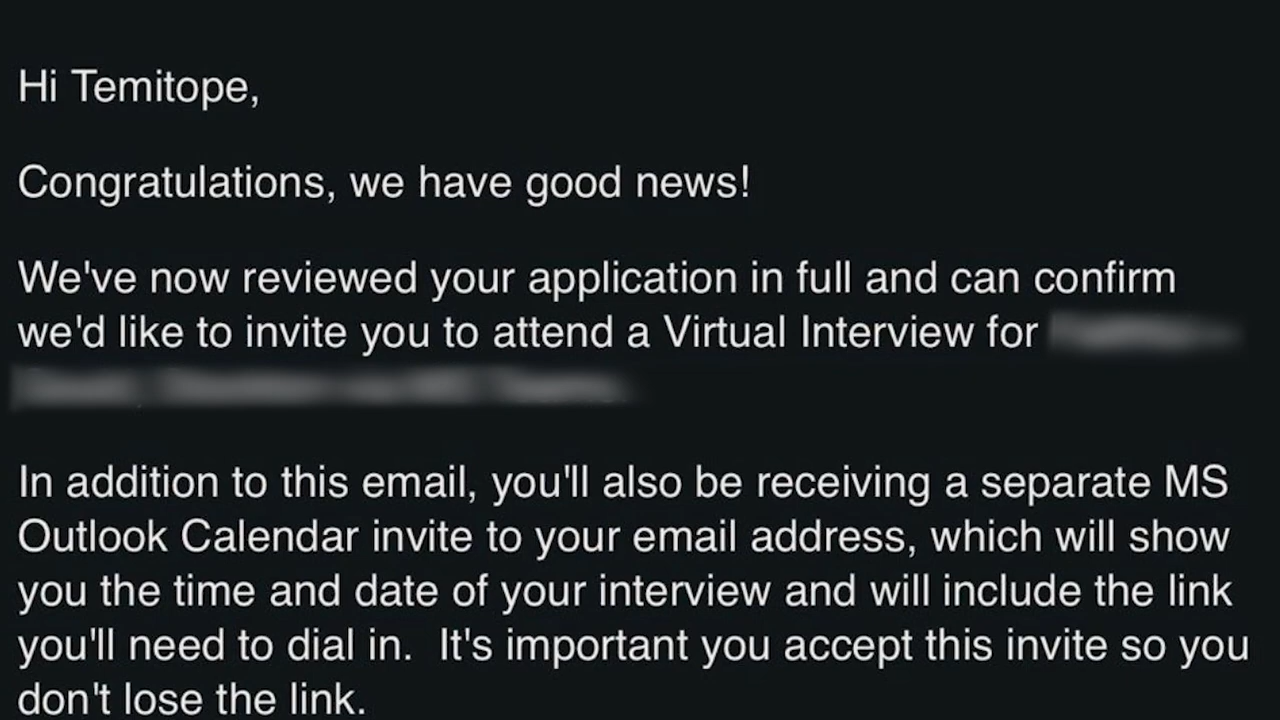 Hi Temitope,
Congratulations, we have good news!
We've now reviewed your application in full and can confirm
we'd like to invite you to attend a Virtual Interview for
In addition to this email, you'll also be receiving a separate MS
Outlook Calendar invite to your email address, which will show
you the time and date of your interview and will include the link
you'll need to dial in.  It's important you accept this invite so you
don't lose the link.